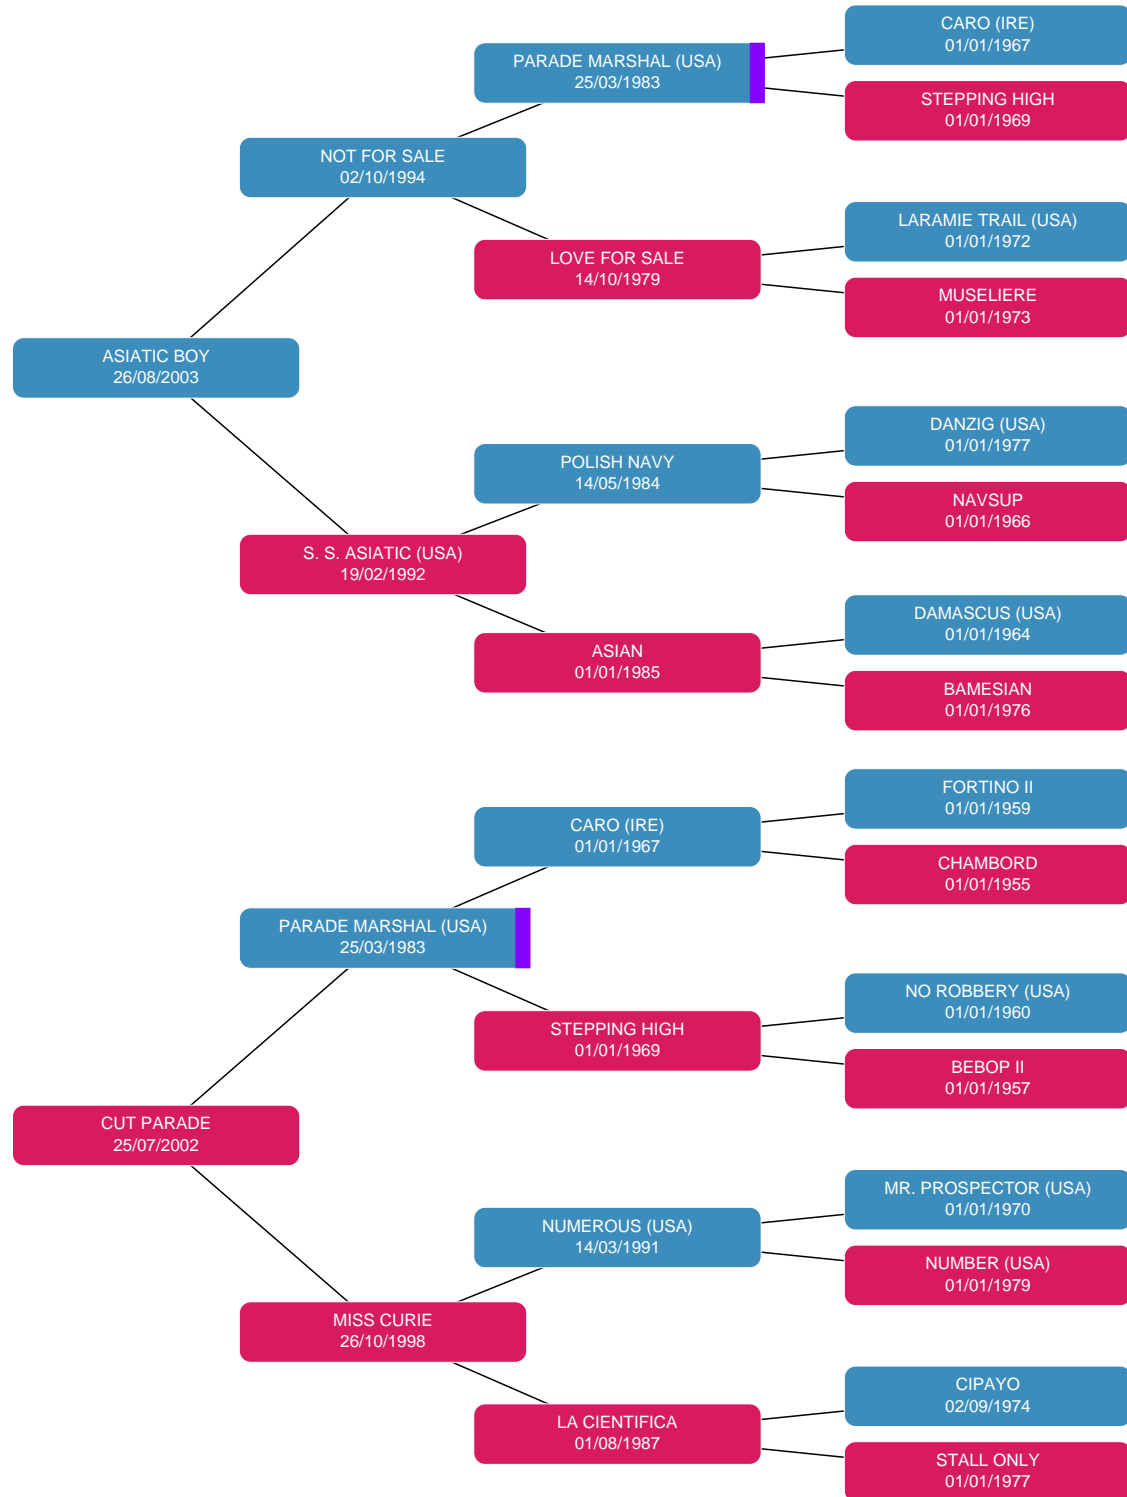 CARO (IRE)
01/01/1967
PARADE MARSHAL (USA)
25/03/1983
STEPPING HIGH
01/01/1969
NOT FOR SALE
02/10/1994
LARAMIE TRAIL (USA)
01/01/1972
LOVE FOR SALE
14/10/1979
MUSELIERE
01/01/1973
ASIATIC BOY
26/08/2003
DANZIG (USA)
01/01/1977
POLISH NAVY
14/05/1984
NAVSUP
01/01/1966
S. S. ASIATIC (USA)
19/02/1992
DAMASCUS (USA)
01/01/1964
ASIAN
01/01/1985
BAMESIAN
01/01/1976
FORTINO II
01/01/1959
CARO (IRE)
01/01/1967
CHAMBORD
01/01/1955
PARADE MARSHAL (USA)
25/03/1983
NO ROBBERY (USA)
01/01/1960
STEPPING HIGH
01/01/1969
BEBOP II
01/01/1957
CUT PARADE
25/07/2002
MR. PROSPECTOR (USA)
01/01/1970
NUMEROUS (USA)
14/03/1991
NUMBER (USA)
01/01/1979
MISS CURIE
26/10/1998
CIPAYO
02/09/1974
LA CIENTIFICA
01/08/1987
STALL ONLY
01/01/1977